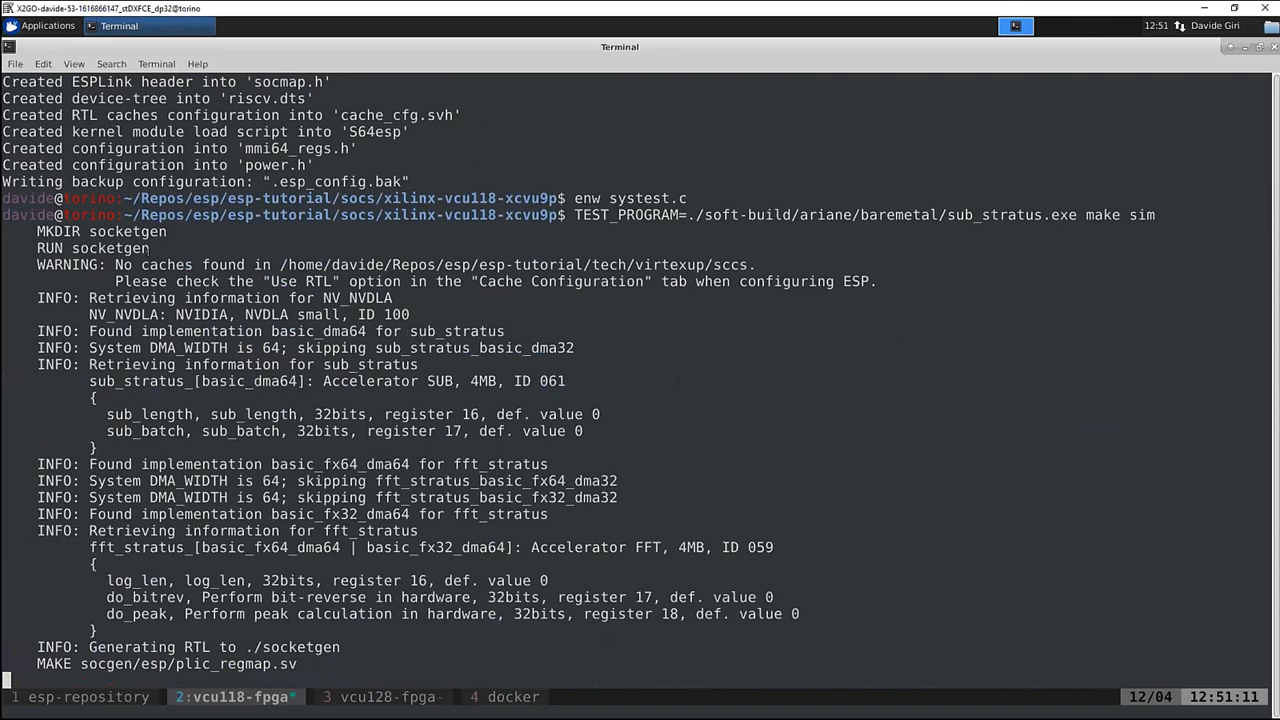 X2GO-davide-53-1616866147_stDXFCE_dp32@torino
Applications Terminal 12:51 Davide Giri
Terminal
File Edit View Search Terminal Help
Created ESPLink header into 'socmap.h'
Created device-tree into 'riscv.dts'
Created RTL caches configuration into 'cache_cfg.svh'
Created kernel module load script into 'S64esp'
Created configuration into 'mmi64_regs.h'
Created configuration into 'power.h'
Writing backup configuration: ".esp_config.bak"
davide@torino:~/Repos/esp/esp-tutorial/socs/xilinx-vcu118-xcvu9p$ enw systest.c
davide@torino:~/Repos/esp/esp-tutorial/socs/xilinx-vcu118-xcvu9p$ TEST_PROGRAM=./soft-build/ariane/baremetal/sub_stratus.exe make sim
MKDIR socketgen
RUN socketgen
WARNING: No caches found in /home/davide/Repos/esp/esp-tutorial/tech/virtexup/sccs.
Please check the "Use RTL" option in the "Cache Configuration" tab when configuring ESP.
INFO: Retrieving information for NV_NVDLA
NV_NVDLA: NVIDIA, NVDLA small, ID 100
INFO: Found implementation basic_dma64 for sub_stratus
INFO: System DMA_WIDTH is 64; skipping sub_stratus_basic_dma32
INFO: Retrieving information for sub_stratus
sub_stratus_[basic_dma64]: Accelerator SUB, 4MB, ID 061
{
sub_length, sub_length, 32bits, register 16, def. value 0
sub_batch, sub_batch, 32bits, register 17, def. value 0
}
INFO: Found implementation basic_fx64_dma64 for fft_stratus
INFO: System DMA_WIDTH is 64; skipping fft_stratus_basic_fx64_dma32
INFO: System DMA_WIDTH is 64; skipping fft_stratus_basic_fx32_dma32
INFO: Found implementation basic_fx32_dma64 for fft_stratus
INFO: Retrieving information for fft_stratus
fft_stratus_[basic_fx64_dma64 | basic_fx32_dma64]: Accelerator FFT, 4MB, ID 059
{
log_len, log_len, 32bits, register 16, def. value 0
do_bitrev, Perform bit-reverse in hardware, 32bits, register 17, def. value 0
do_peak, Perform peak calculation in hardware, 32bits, register 18, def. value 0
}
INFO: Generating RTL to ./socketgen
MAKE socgen/esp/plic_regmap.sv
1 esp-repository 2:vcu118-fpga* 3 vcu128-fpga- 4 docker 12/04 12:51:11